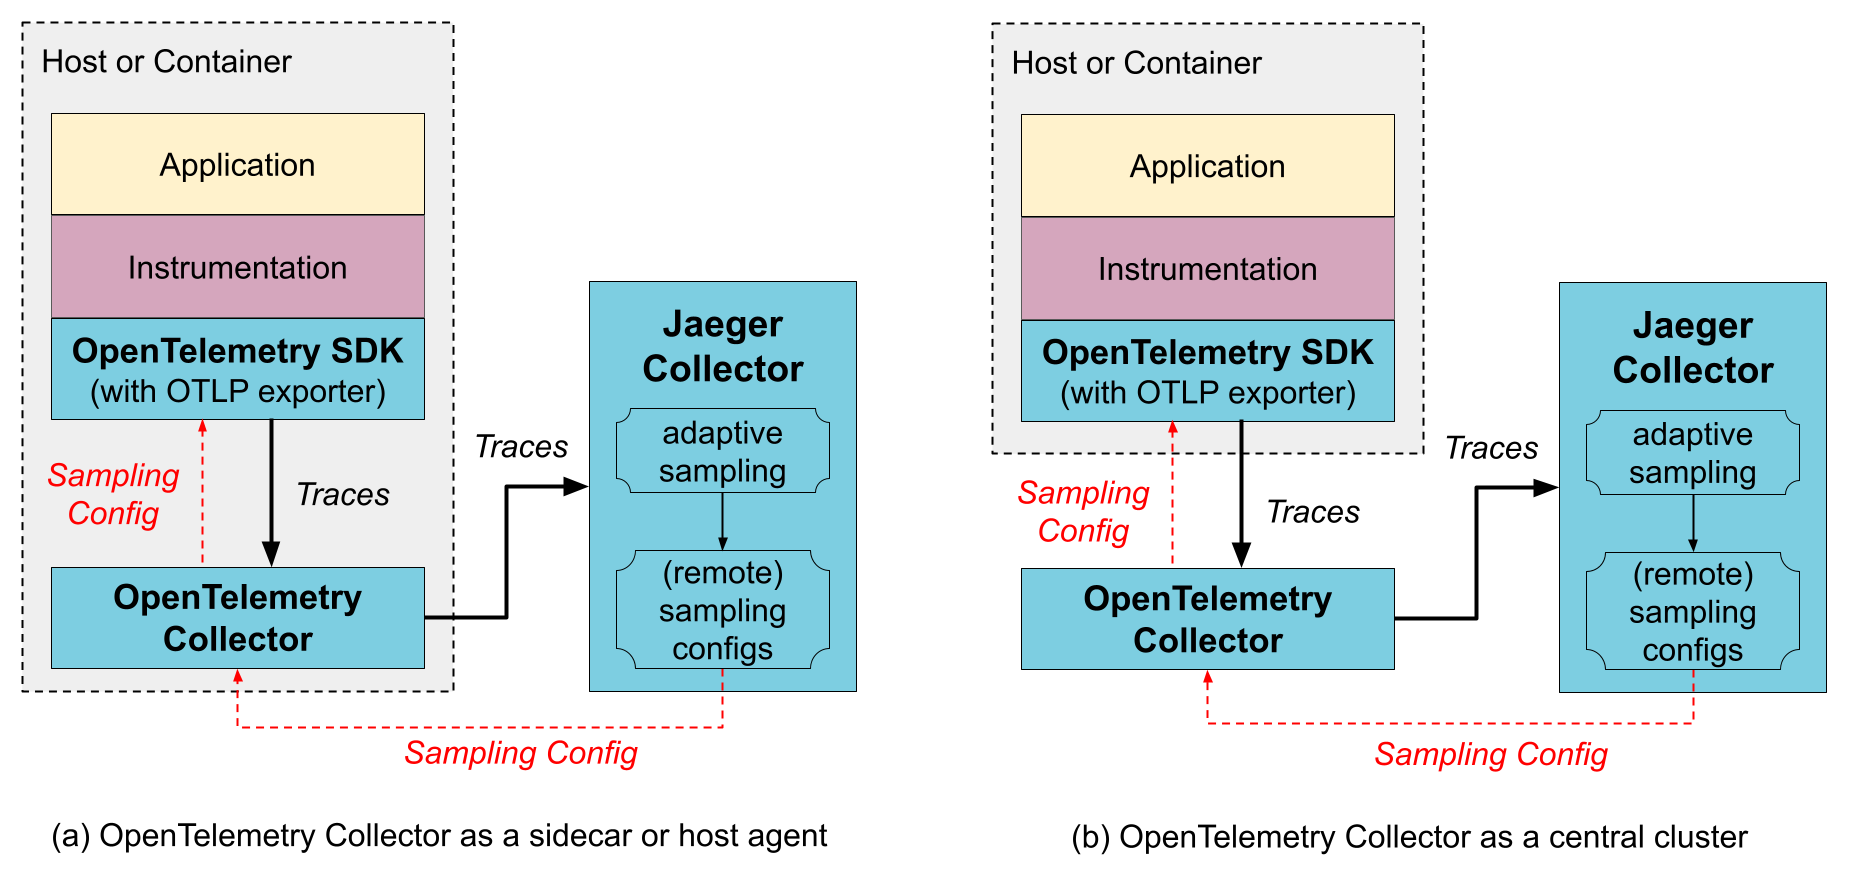 Host or Container
Application
Instrumentation
OpenTelemetry SDK
(with OTLP exporter)
Sampling
Config
Traces
OpenTelemetry
Collector
Traces
Jaeger
Collector
adaptive
sampling
(remote)
sampling
configs
Sampling Config
(a) OpenTelemetry Collector as a sidecar or host agent
Host or Container
Application
Instrumentation
OpenTelemetry SDK
(with OTLP exporter)
Sampling
Config
Traces
OpenTelemetry
Collector
Traces
Jaeger
Collector
adaptive
sampling
(remote)
sampling
configs
Sampling Config
(b) OpenTelemetry Collector as a central cluster